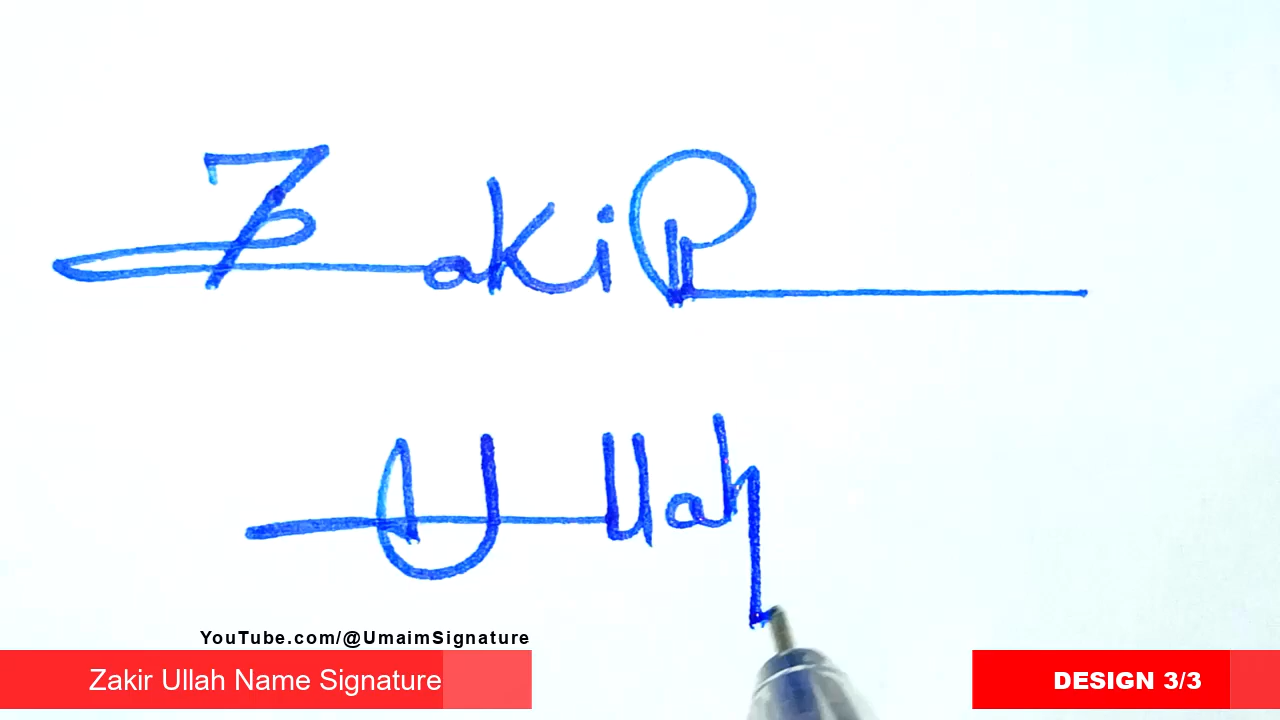 ZakiR
Ullah
YouTube.com/@UmaimSignature
Zakir Ullah Name Signature
DESIGN 3/3